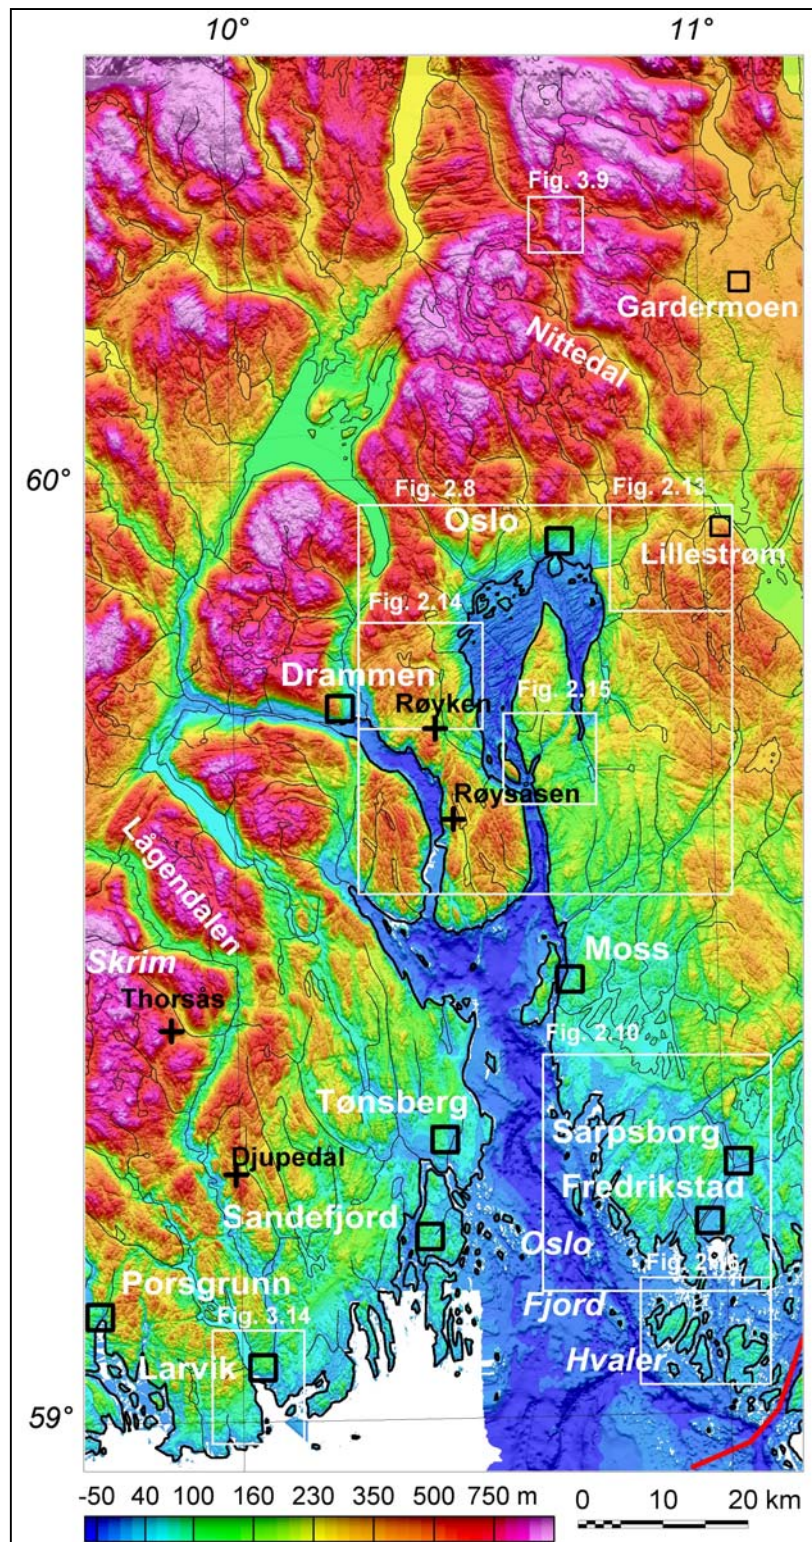 10° 11°
Fig. 3.9
Gardermoen
Nittedal
60°
Fig. 2.8 Fig. 2.13
Oslo
Lillestrøm
Fig. 2.14
Drammen
Røyken
Fig. 2.15
Røysåsen
Lågendalen
Moss
Skrim
Thorsås
Fig. 2.10
Tønsberg
Sarpsborg
Djupedal
Fredrikstad
Sandefjord
Oslo
Fig. 2.16
Porsgrunn
Fjord
Fig. 3.14
Hvaler
Larvik
59°
-50 40 100 160 230 350 500 750 m
0 10 20 km